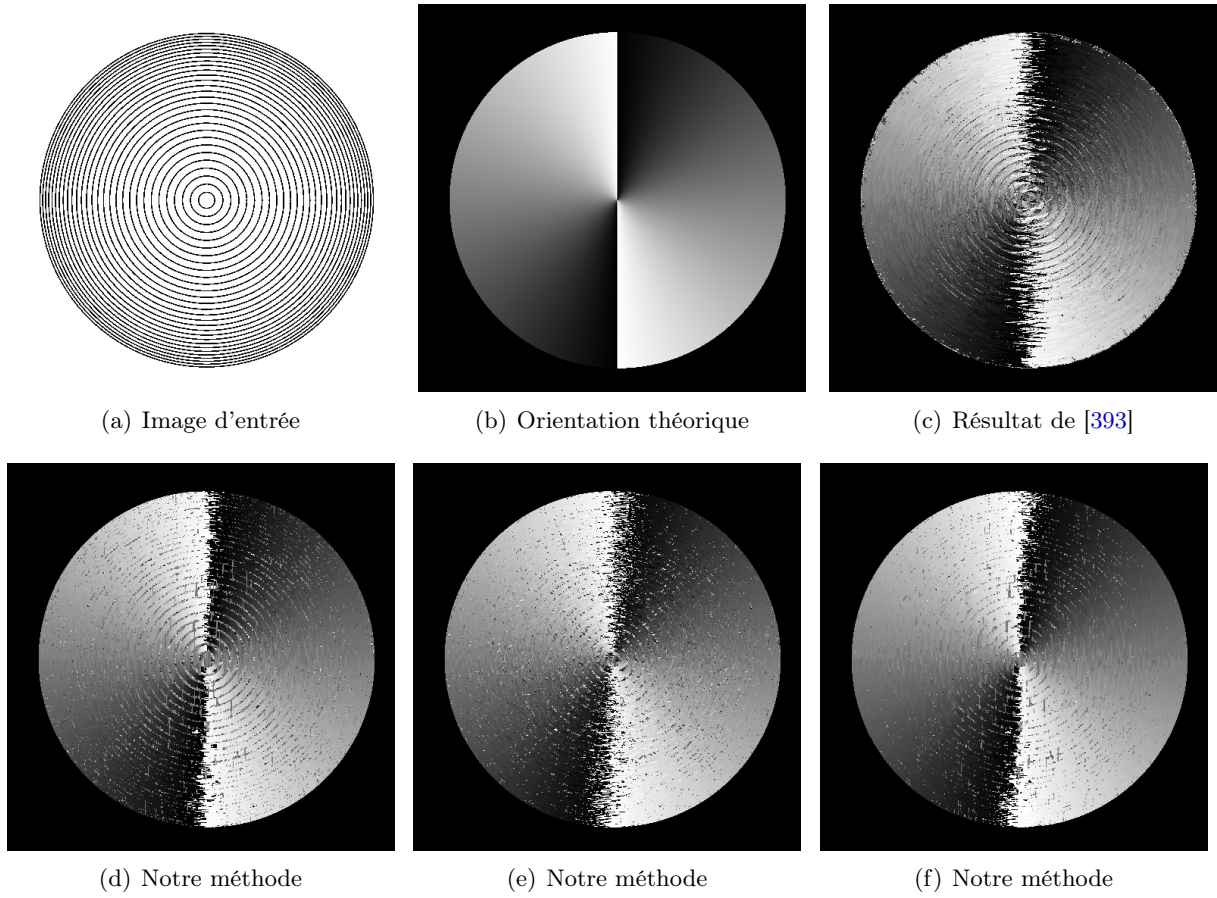 (a) Image d'entrée
(b) Orientation théorique
(c) Résultat de [393]
(d) Notre méthode
(e) Notre méthode
(f) Notre méthode